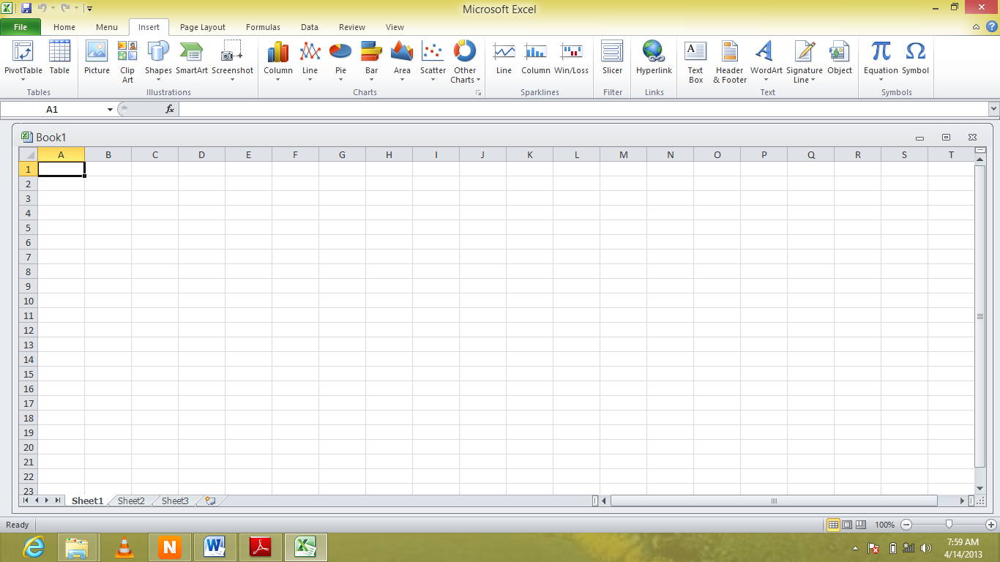 Microsoft Excel
File Home Menu Insert Page Layout Formulas Data Review View
PivotTable Table Picture Clip Art Shapes SmartArt Screenshot Column Line Pie Bar Area Scatter Other Charts Line Column Win/Loss Slicer Hyperlink Text Box Header & Footer WordArt Signature Line Object Equation Symbol
Tables Illustrations Charts Sparklines Filter Links Text Symbols
A1 fx
Book1
A B C D E F G H I J K L M N O P Q R S T
1
2
3
4
5
6
7
8
9
10
11
12
13
14
15
16
17
18
19
20
21
22
23
Sheet1 Sheet2 Sheet3
Ready 100%
7:59 AM
4/14/2013